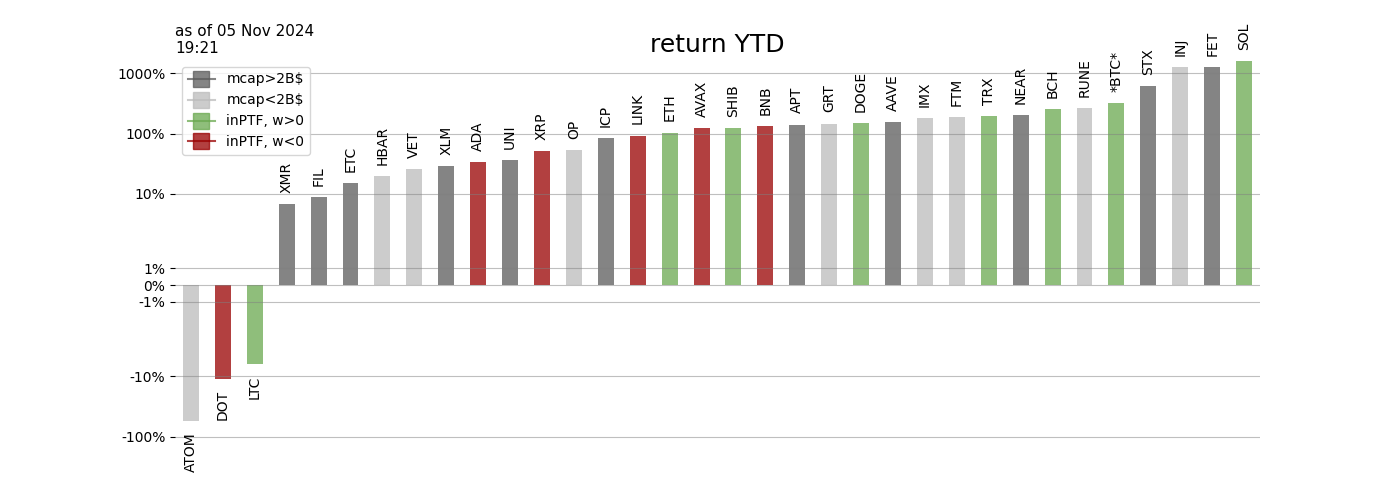 as of 05 Nov 2024
19:21
return YTD
mcap>2B$
mcap<2B$
inPTF, w>0
inPTF, w<0
1000%
100%
10%
1%
0%
-1%
-10%
-100%
ATOM
DOT
LTC
XMR
FIL
ETC
HBAR
VET
XLM
ADA
UNI
XRP
OP
ICP
LINK
ETH
AVAX
SHIB
BNB
APT
GRT
DOGE
AAVE
IMX
FTM
TRX
NEAR
BCH
RUNE
*BTC*
STX
INJ
FET
SOL